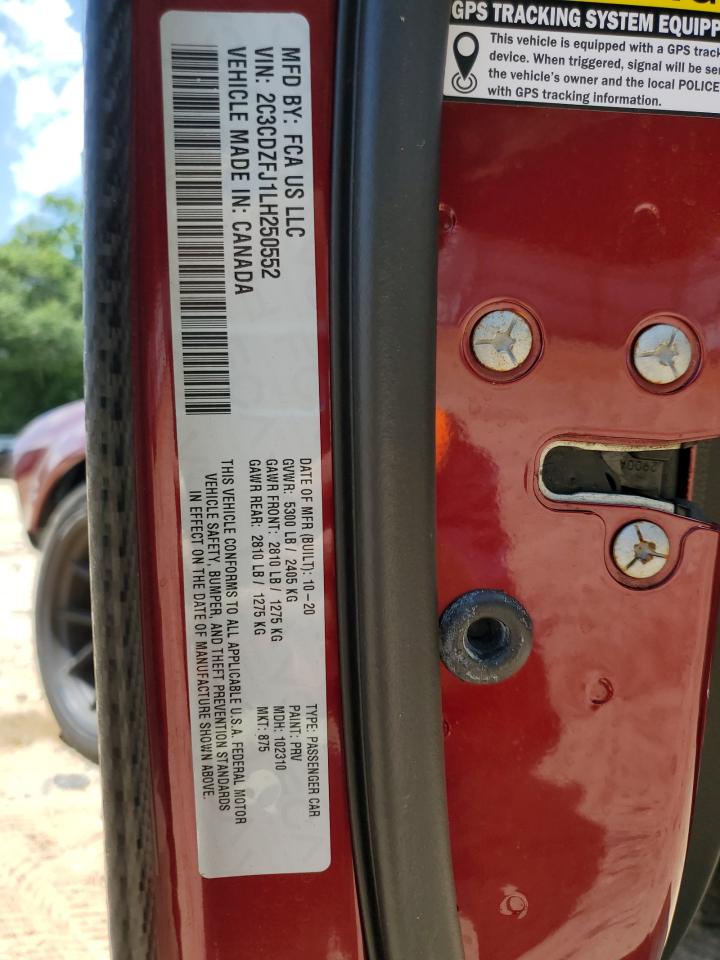 MFD BY: FCA US LLC
VIN: 2C3CDZFJ1LH250552
VEHICLE MADE IN: CANADA
DATE OF MFR (BUILT): 10-20
GVWR: 5300 LB / 2405 KG
GAWR FRONT: 2810 LB / 1275 KG
GAWR REAR: 2810 LB / 1275 KG
TYPE: PASSENGER CAR
PAINT: PRV
MDH: 102310
MKT: 875
THIS VEHICLE CONFORMS TO ALL APPLICABLE U.S.A. FEDERAL MOTOR
VEHICLE SAFETY, BUMPER, AND THEFT PREVENTION STANDARDS
IN EFFECT ON THE DATE OF MANUFACTURE SHOWN ABOVE.
GPS TRACKING SYSTEM EQUIPP
This vehicle is equipped with a GPS track
device. When triggered, signal will be se
the vehicle's owner and the local POLICE
with GPS tracking information.